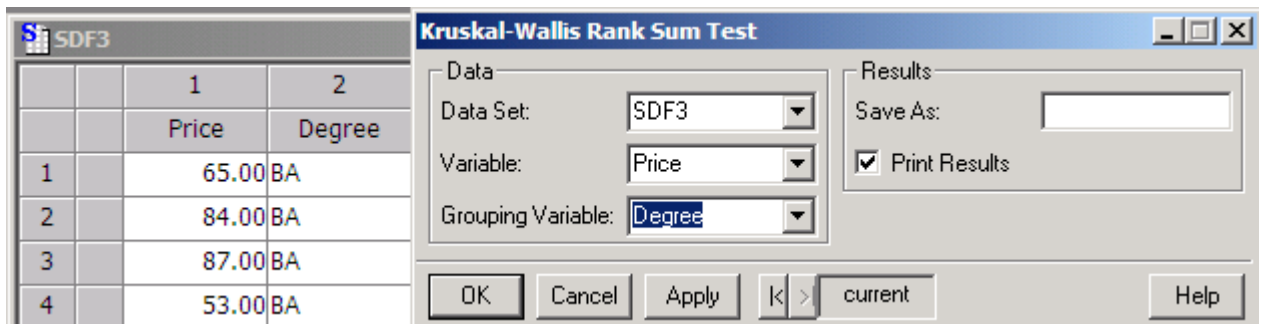 SDF3
1 2
Price Degree
1 65.00 BA
2 84.00 BA
3 87.00 BA
4 53.00 BA
Kruskal-Wallis Rank Sum Test
Data
Data Set: SDF3
Variable: Price
Grouping Variable: Degree
Results
Save As:
Print Results
OK Cancel Apply current Help